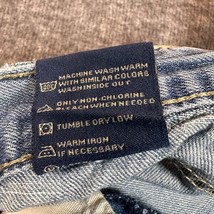 MACHINE WASH WARM
WITH SIMILAR COLORS
WASH INSIDE OUT
ONLY NON-CHLORINE
BLEACH WHEN NEEDED
TUMBLE DRY LOW
WARM IRON
IF NECESSARY